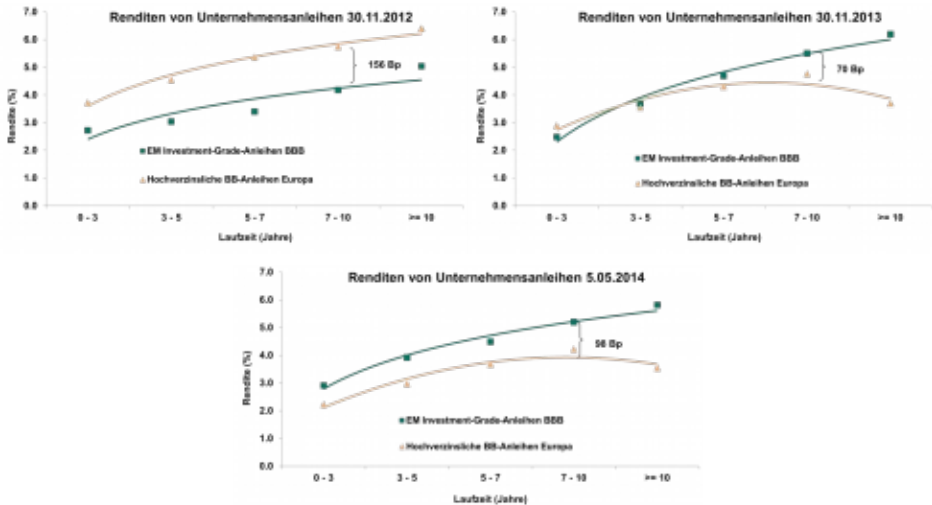 Renditen von Unternehmensanleihen 30.11.2012
7.0
6.0
5.0
4.0
3.0
2.0
1.0
0.0
Rendite (%)
156 Bp
EM Investment-Grade-Anleihen BBB
Hochverzinsliche BB-Anleihen Europa
0 - 3
3 - 5
5 - 7
7 - 10
>= 10
Laufzeit (Jahre)
Renditen von Unternehmensanleihen 30.11.2013
7.0
6.0
5.0
4.0
3.0
2.0
1.0
0.0
Rendite (%)
70 Bp
EM Investment-Grade-Anleihen BBB
Hochverzinsliche BB-Anleihen Europa
0 - 3
3 - 5
5 - 7
7 - 10
>= 10
Laufzeit (Jahre)
Renditen von Unternehmensanleihen 5.05.2014
7.0
6.0
5.0
4.0
3.0
2.0
1.0
0.0
Rendite (%)
98 Bp
EM Investment-Grade-Anleihen BBB
Hochverzinsliche BB-Anleihen Europa
0 - 3
3 - 5
5 - 7
7 - 10
>= 10
Laufzeit (Jahre)